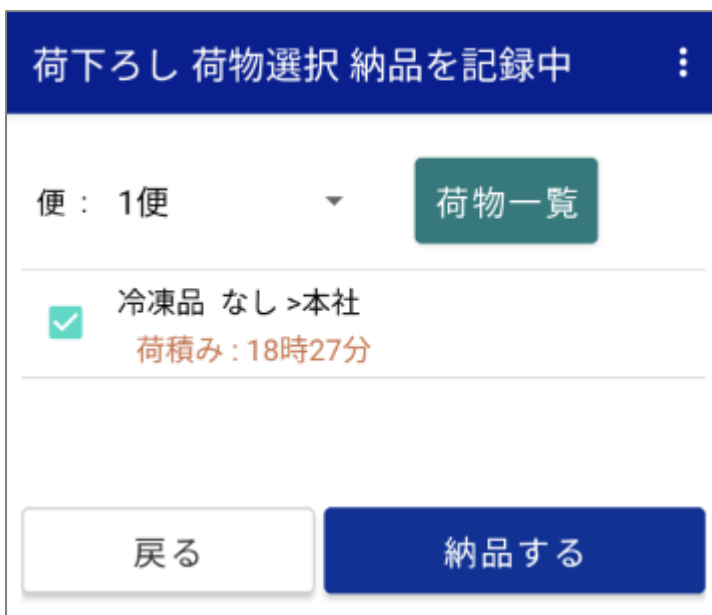 荷下ろし 荷物選択 納品を記録中
便 : 1便 荷物一覧
冷凍品 なし >本社
荷積み : 18時27分
戻る 納品する